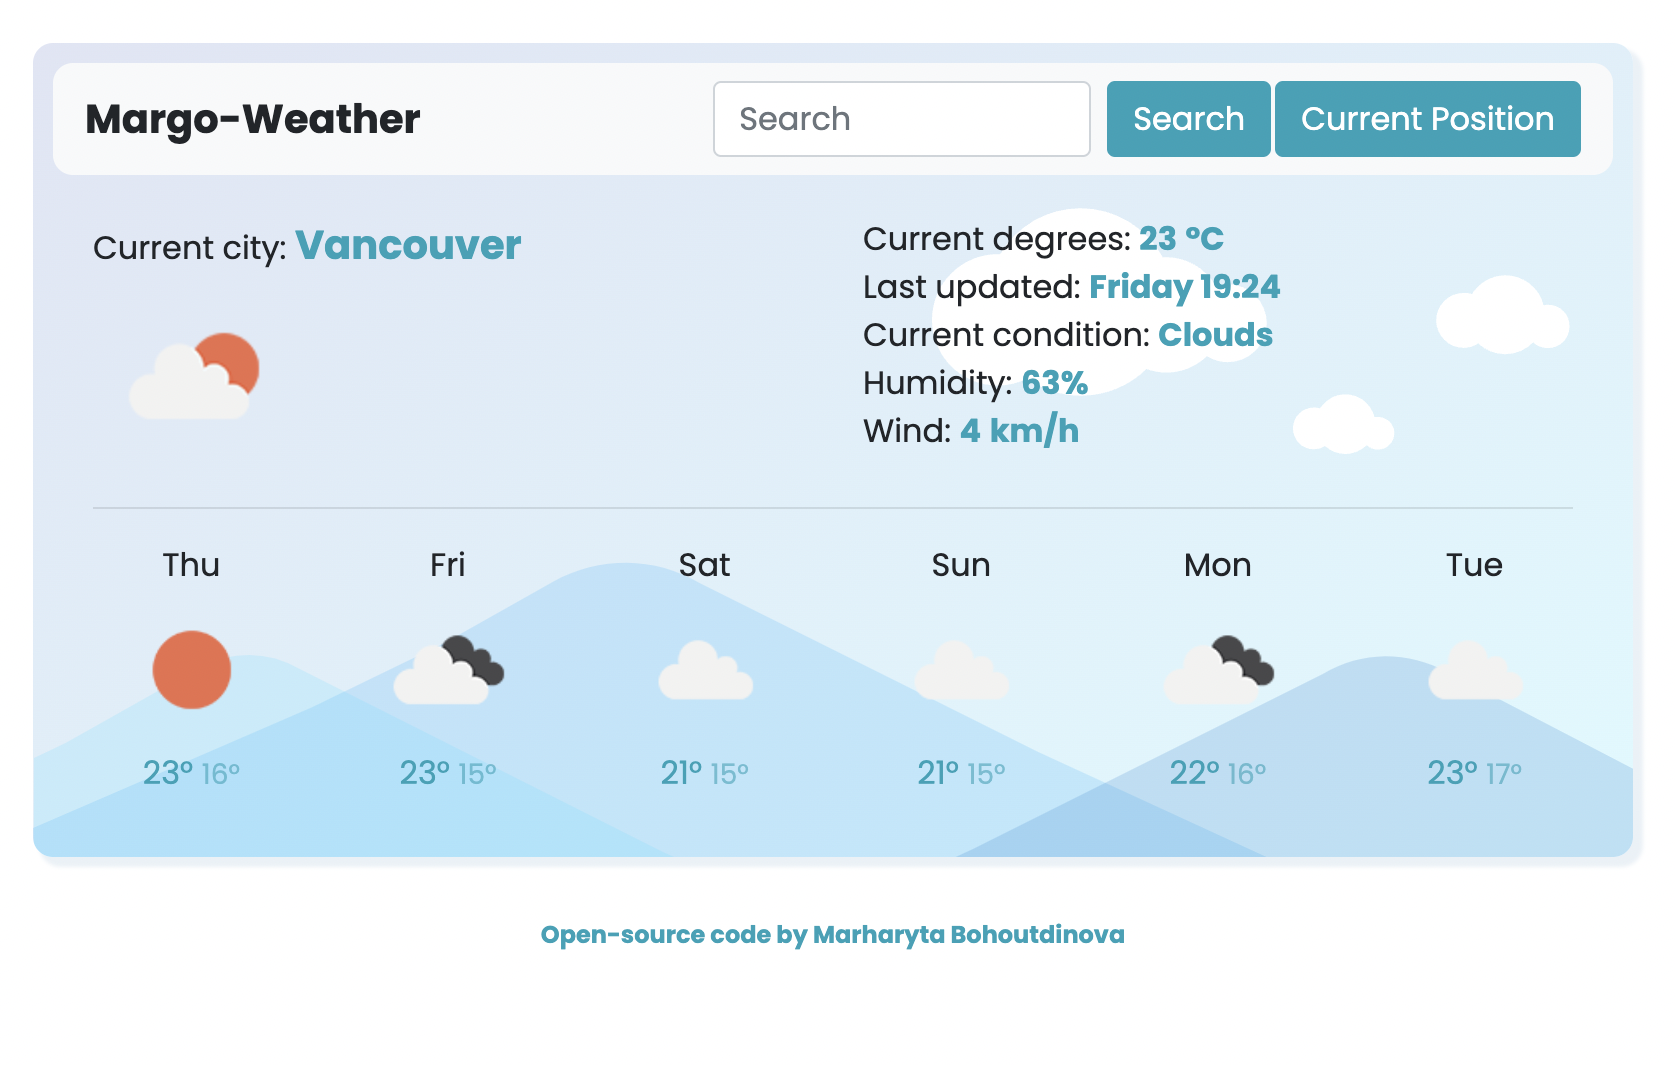 Margo-Weather
Search
Search
Current Position
Current city: Vancouver
Current degrees: 23 °C
Last updated: Friday 19:24
Current condition: Clouds
Humidity: 63%
Wind: 4 km/h
Thu
Fri
Sat
Sun
Mon
Tue
23° 16°
23° 15°
21° 15°
21° 15°
22° 16°
23° 17°
Open-source code by Marharyta Bohoutdinova